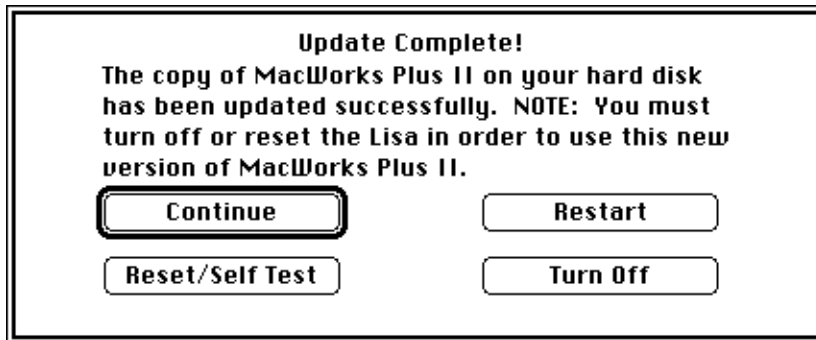 Update Complete!
The copy of MacWorks Plus II on your hard disk
has been updated successfully.  NOTE:  You must
turn off or reset the Lisa in order to use this new
version of MacWorks Plus II.
Continue
Restart
Reset/Self Test
Turn Off